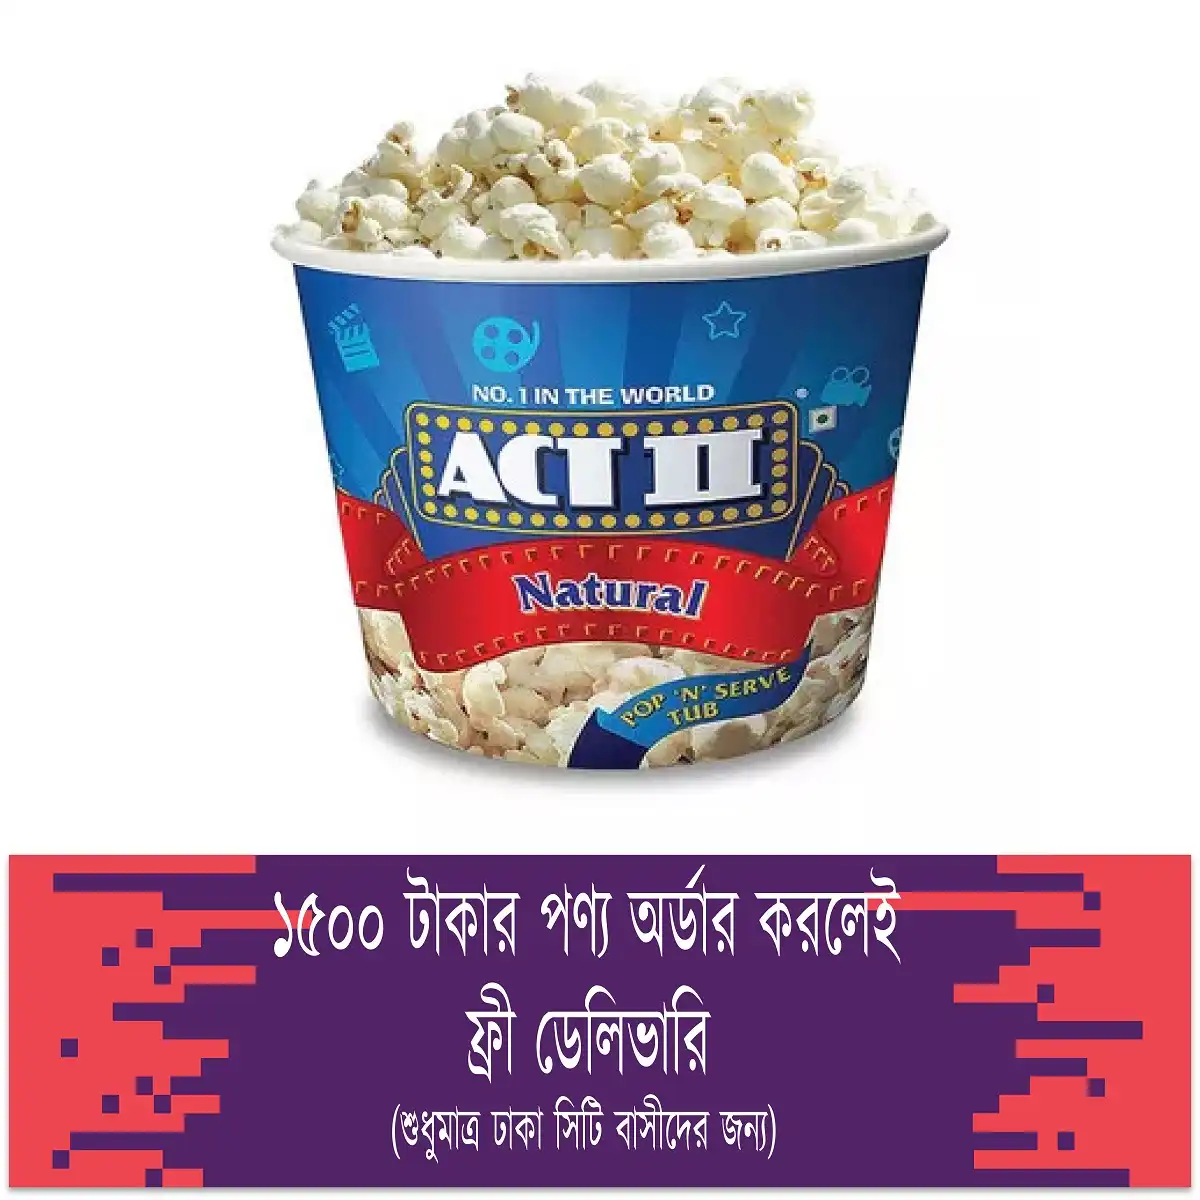 NO. 1 IN THE WORLD
ACT II
Natural
POP 'N' SERVE
TUB
১৫০০ টাকার পণ্য অর্ডার করলেই
ফ্রী ডেলিভারি
(শুধুমাত্র ঢাকা সিটি বাসীদের জন্য)